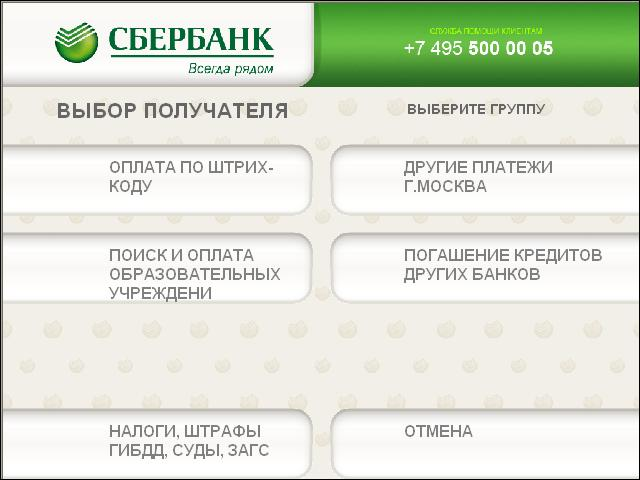 СБЕРБАНК
Всегда рядом
СЛУЖБА ПОМОЩИ КЛИЕНТАМ
+7 495 500 00 05
ВЫБОР ПОЛУЧАТЕЛЯ
ВЫБЕРИТЕ ГРУППУ
ОПЛАТА ПО ШТРИХ-
КОДУ
ДРУГИЕ ПЛАТЕЖИ
Г.МОСКВА
ПОИСК И ОПЛАТА
ОБРАЗОВАТЕЛЬНЫХ
УЧРЕЖДЕНИ
ПОГАШЕНИЕ КРЕДИТОВ
ДРУГИХ БАНКОВ
НАЛОГИ, ШТРАФЫ
ГИБДД, СУДЫ, ЗАГС
ОТМЕНА